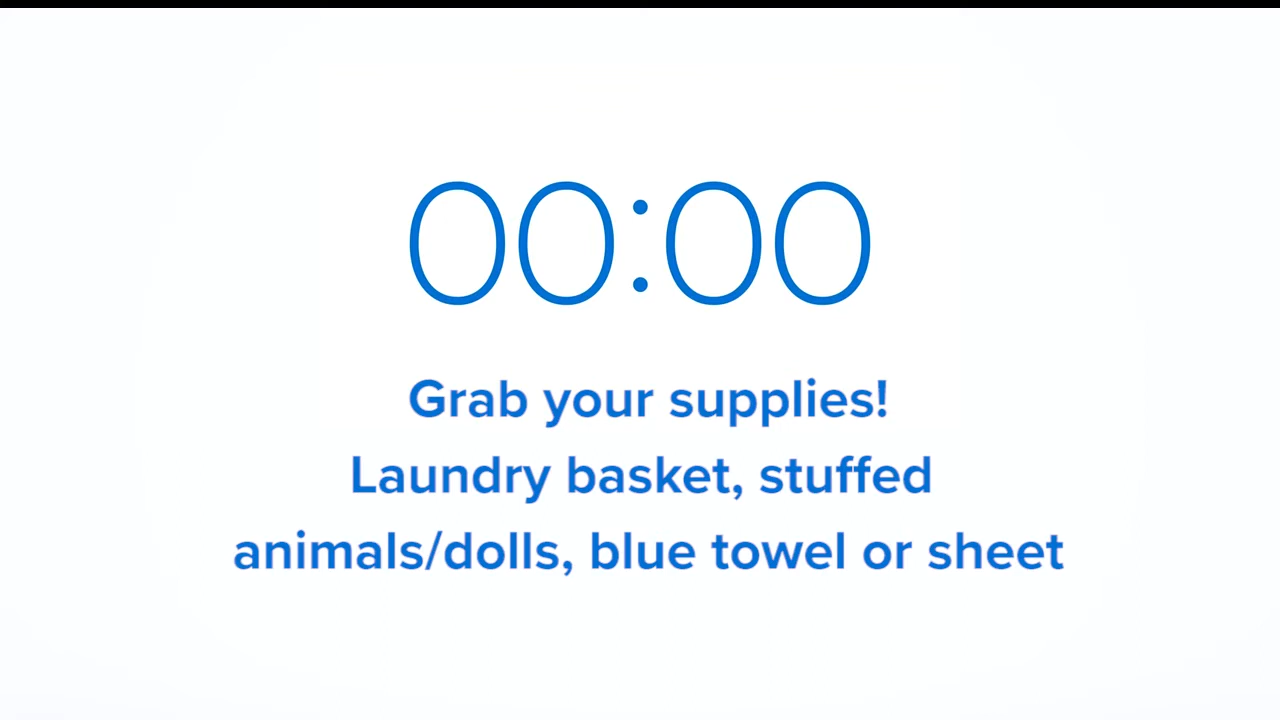 00:00
Grab your supplies!
Laundry basket, stuffed
animals/dolls, blue towel or sheet